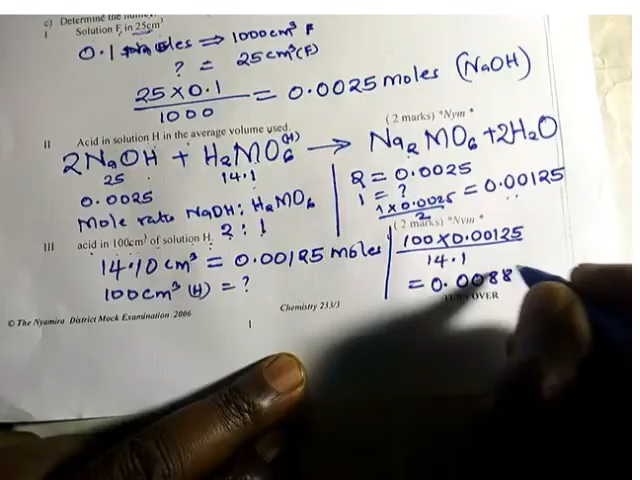 c) Determine the
I Solution F in 25cm³
0.1 moles ⇒ 1000cm³ F
? = 25cm³(F)
25 × 0.1 / 1000 = 0.0025 moles (NaOH)
(2 marks) *Nym *
II Acid in solution H in the average volume used.
2NaOH + H₂MO₆ (H) → Na₂MO₆ + 2H₂O
25 14.1
0.0025
Mole ratio NaOH : H₂MO₆
2 : 1
2 = 0.0025
1 = ?
1 × 0.0025 / 2 = 0.00125
(2 marks) *Nym *
III acid in 100cm³ of solution H.
14.10 cm³ = 0.00125 moles
100cm³ (H) = ?
100 × 0.00125 / 14.1
= 0.0088
OVER
© The Nyamira District Mock Examination 2006
Chemistry 233/3
1